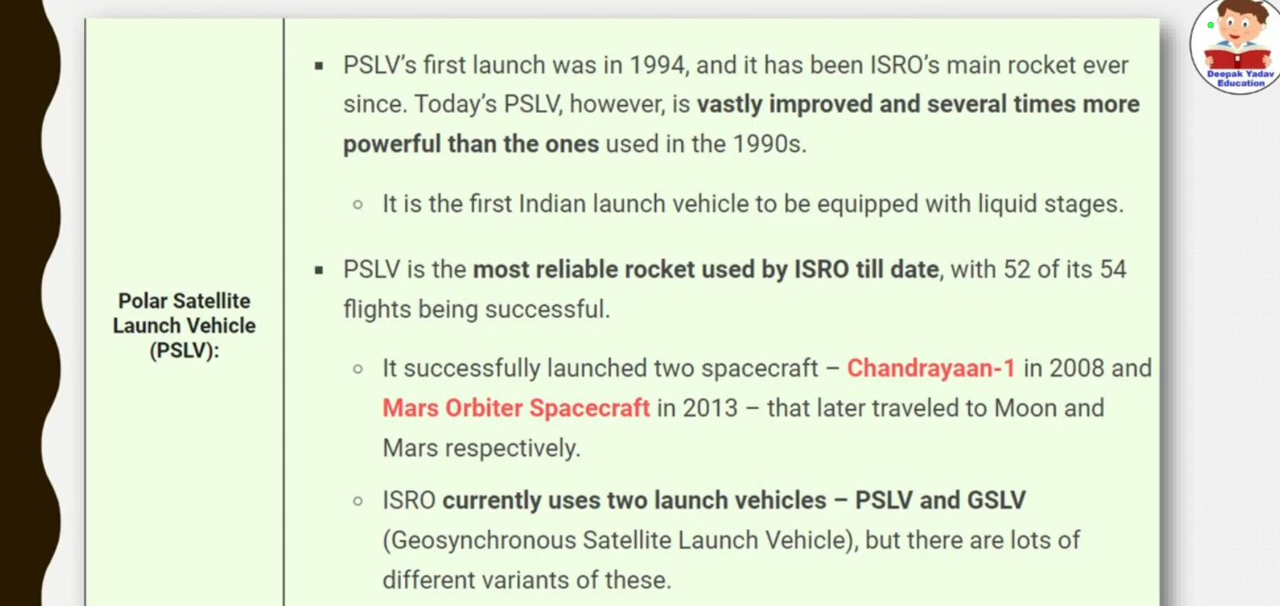 Polar Satellite
Launch Vehicle
(PSLV):
▪ PSLV’s first launch was in 1994, and it has been ISRO’s main rocket ever
since. Today’s PSLV, however, is vastly improved and several times more
powerful than the ones used in the 1990s.
○ It is the first Indian launch vehicle to be equipped with liquid stages.
▪ PSLV is the most reliable rocket used by ISRO till date, with 52 of its 54
flights being successful.
○ It successfully launched two spacecraft – Chandrayaan-1 in 2008 and
Mars Orbiter Spacecraft in 2013 – that later traveled to Moon and
Mars respectively.
○ ISRO currently uses two launch vehicles – PSLV and GSLV
(Geosynchronous Satellite Launch Vehicle), but there are lots of
different variants of these.
Deepak Yadav
Education